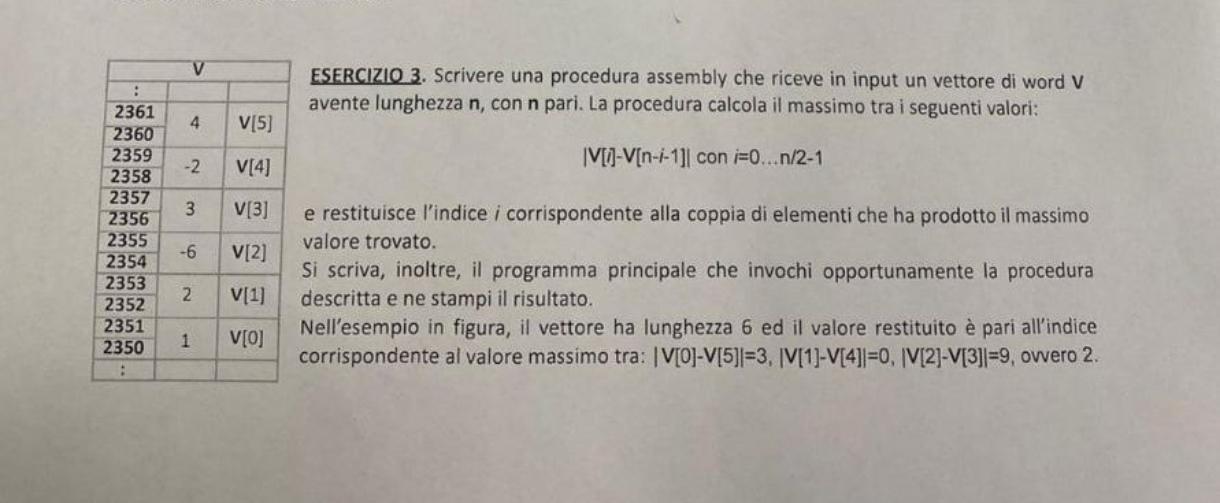 V
:
2361
2360
4 V[5]
2359
2358
-2 V[4]
2357
2356
3 V[3]
2355
2354
-6 V[2]
2353
2352
2 V[1]
2351
2350
1 V[0]
:
ESERCIZIO 3. Scrivere una procedura assembly che riceve in input un vettore di word V
avente lunghezza n, con n pari. La procedura calcola il massimo tra i seguenti valori:
|V[i]-V[n-i-1]| con i=0...n/2-1
e restituisce l'indice i corrispondente alla coppia di elementi che ha prodotto il massimo
valore trovato.
Si scriva, inoltre, il programma principale che invochi opportunamente la procedura
descritta e ne stampi il risultato.
Nell'esempio in figura, il vettore ha lunghezza 6 ed il valore restituito è pari all'indice
corrispondente al valore massimo tra: |V[0]-V[5]|=3, |V[1]-V[4]|=0, |V[2]-V[3]|=9, ovvero 2.